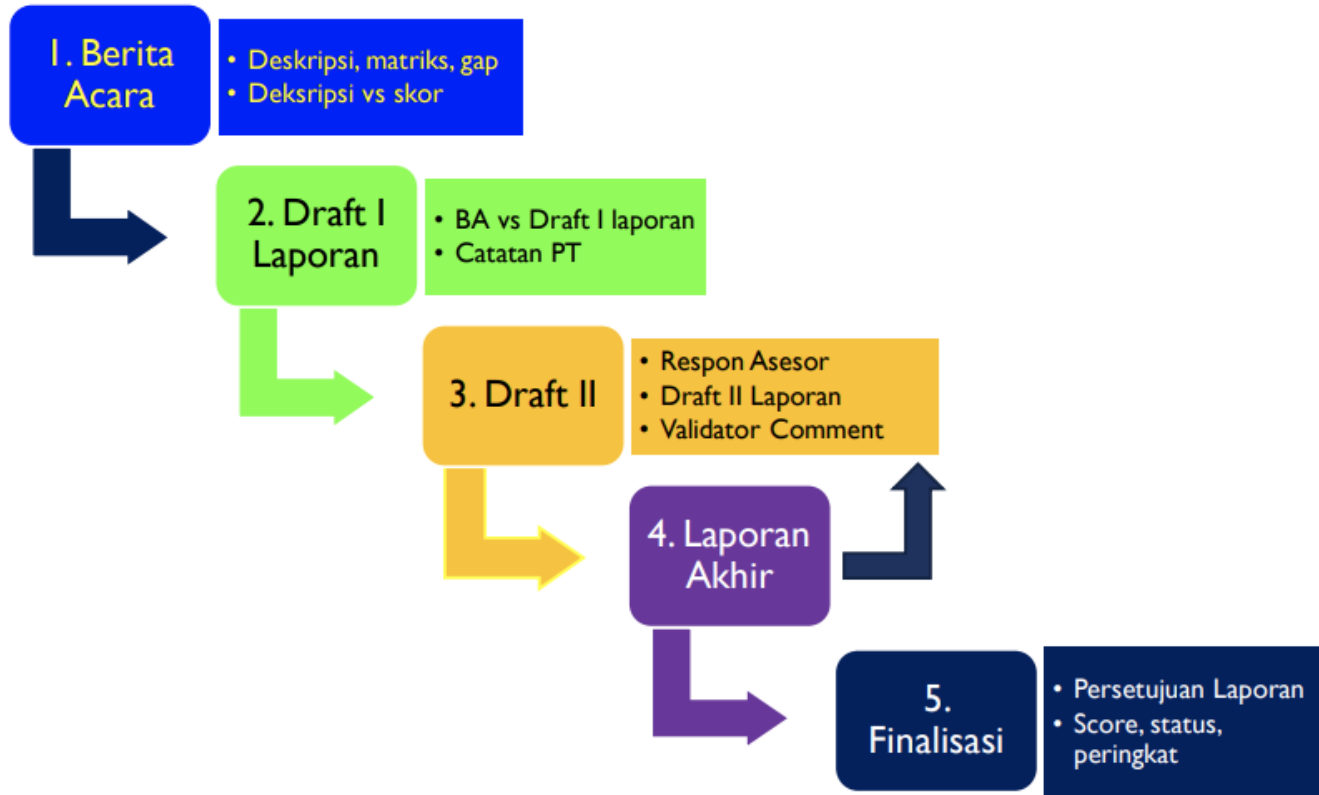 1. Berita
Acara
• Deskripsi, matriks, gap
• Deksripsi vs skor
2. Draft I
Laporan
• BA vs Draft I laporan
• Catatan PT
3. Draft II
• Respon Asesor
• Draft II Laporan
• Validator Comment
4. Laporan
Akhir
5.
Finalisasi
• Persetujuan Laporan
• Score, status,
peringkat